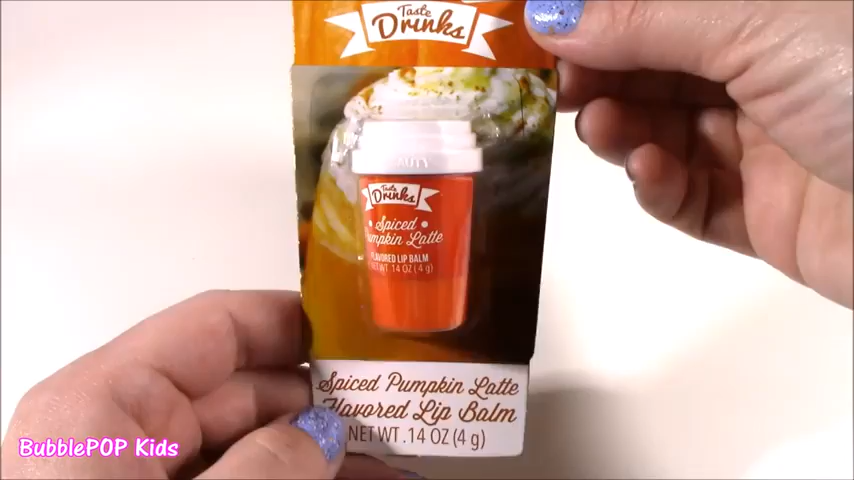 Taste
Drinks
BEAUTY
Taste
Drinks
Spiced
Pumpkin Latte
FLAVORED LIP BALM
NET WT .14 OZ (4 g)
Spiced Pumpkin Latte
Flavored Lip Balm
NET WT. .14 OZ (4 g)
BubblePOP Kids